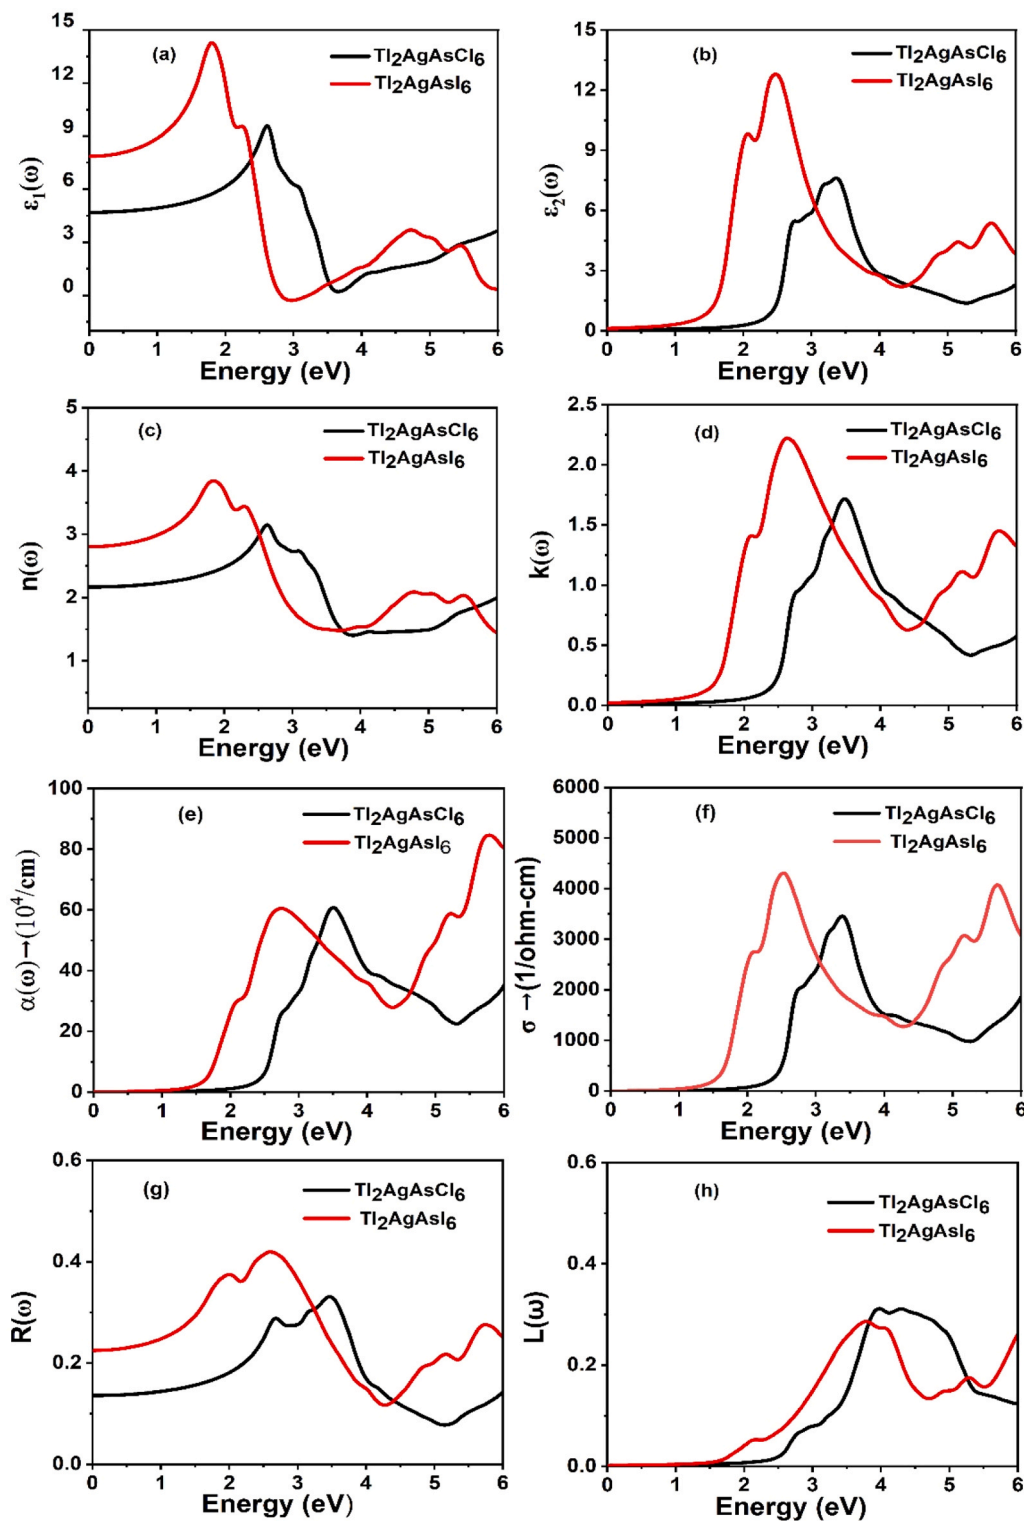 (a)
Tl₂AgAsCl₆
Tl₂AgAsI₆
ε₁(ω)
15
12
9
6
3
0
0 1 2 3 4 5 6
Energy (eV)
(b)
Tl₂AgAsCl₆
Tl₂AgAsI₆
ε₂(ω)
15
12
9
6
3
0
0 1 2 3 4 5 6
Energy (eV)
(c)
Tl₂AgAsCl₆
Tl₂AgAsI₆
n(ω)
5
4
3
2
1
0 1 2 3 4 5 6
Energy (eV)
(d)
Tl₂AgAsCl₆
Tl₂AgAsI₆
k(ω)
2.5
2.0
1.5
1.0
0.5
0.0
0 1 2 3 4 5 6
Energy (eV)
(e)
Tl₂AgAsCl₆
Tl₂AgAsI₆
α(ω)→(10⁴/cm)
100
80
60
40
20
0
0 1 2 3 4 5 6
Energy (eV)
(f)
Tl₂AgAsCl₆
Tl₂AgAsI₆
σ →(1/ohm-cm)
6000
5000
4000
3000
2000
1000
0
0 1 2 3 4 5 6
Energy (eV)
(g)
Tl₂AgAsCl₆
Tl₂AgAsI₆
R(ω)
0.6
0.4
0.2
0.0
0 1 2 3 4 5 6
Energy (eV)
(h)
Tl₂AgAsCl₆
Tl₂AgAsI₆
L(ω)
0.6
0.4
0.2
0.0
0 1 2 3 4 5 6
Energy (eV)